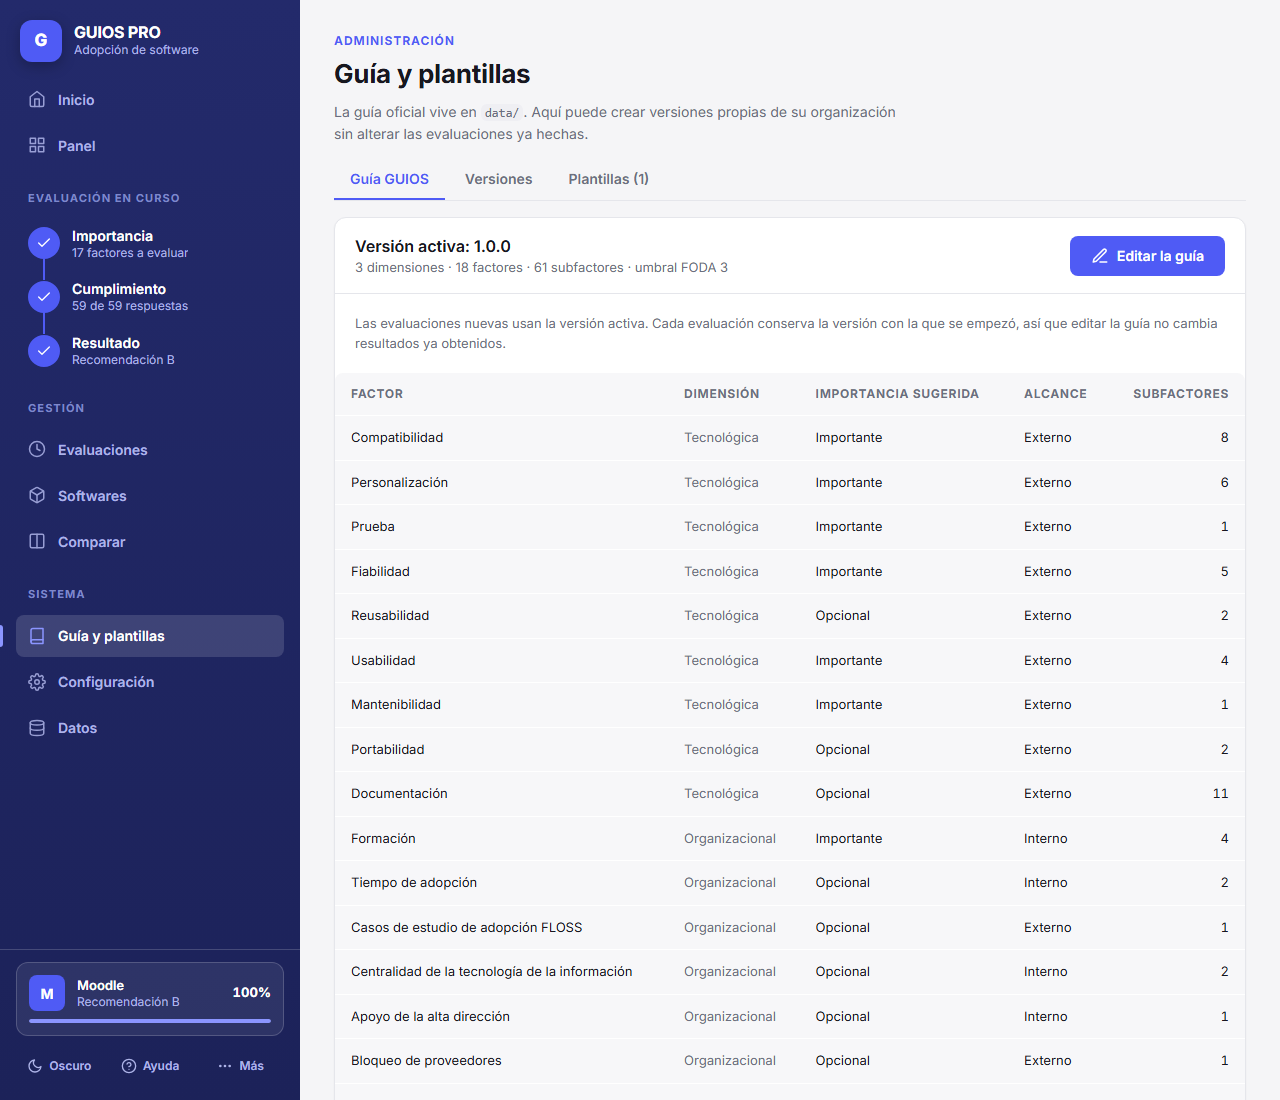 G
GUIOS PRO
Adopción de software
Inicio
Panel
EVALUACIÓN EN CURSO
Importancia
17 factores a evaluar
Cumplimiento
59 de 59 respuestas
Resultado
Recomendación B
GESTIÓN
Evaluaciones
Softwares
Comparar
SISTEMA
Guía y plantillas
Configuración
Datos
M
Moodle
Recomendación B
100%
Oscuro Ayuda Más
ADMINISTRACIÓN
Guía y plantillas
La guía oficial vive en data/. Aquí puede crear versiones propias de su organización
sin alterar las evaluaciones ya hechas.
Guía GUIOS Versiones Plantillas (1)
Versión activa: 1.0.0
3 dimensiones · 18 factores · 61 subfactores · umbral FODA 3
Editar la guía
Las evaluaciones nuevas usan la versión activa. Cada evaluación conserva la versión con la que se empezó, así que editar la guía no cambia
resultados ya obtenidos.
FACTOR DIMENSIÓN IMPORTANCIA SUGERIDA ALCANCE SUBFACTORES
Compatibilidad Tecnológica Importante Externo 8
Personalización Tecnológica Importante Externo 6
Prueba Tecnológica Importante Externo 1
Fiabilidad Tecnológica Importante Externo 5
Reusabilidad Tecnológica Opcional Externo 2
Usabilidad Tecnológica Importante Externo 4
Mantenibilidad Tecnológica Importante Externo 1
Portabilidad Tecnológica Opcional Externo 2
Documentación Tecnológica Opcional Externo 11
Formación Organizacional Importante Interno 4
Tiempo de adopción Organizacional Opcional Interno 2
Casos de estudio de adopción FLOSS Organizacional Opcional Externo 1
Centralidad de la tecnología de la información Organizacional Opcional Interno 2
Apoyo de la alta dirección Organizacional Opcional Interno 1
Bloqueo de proveedores Organizacional Opcional Externo 1